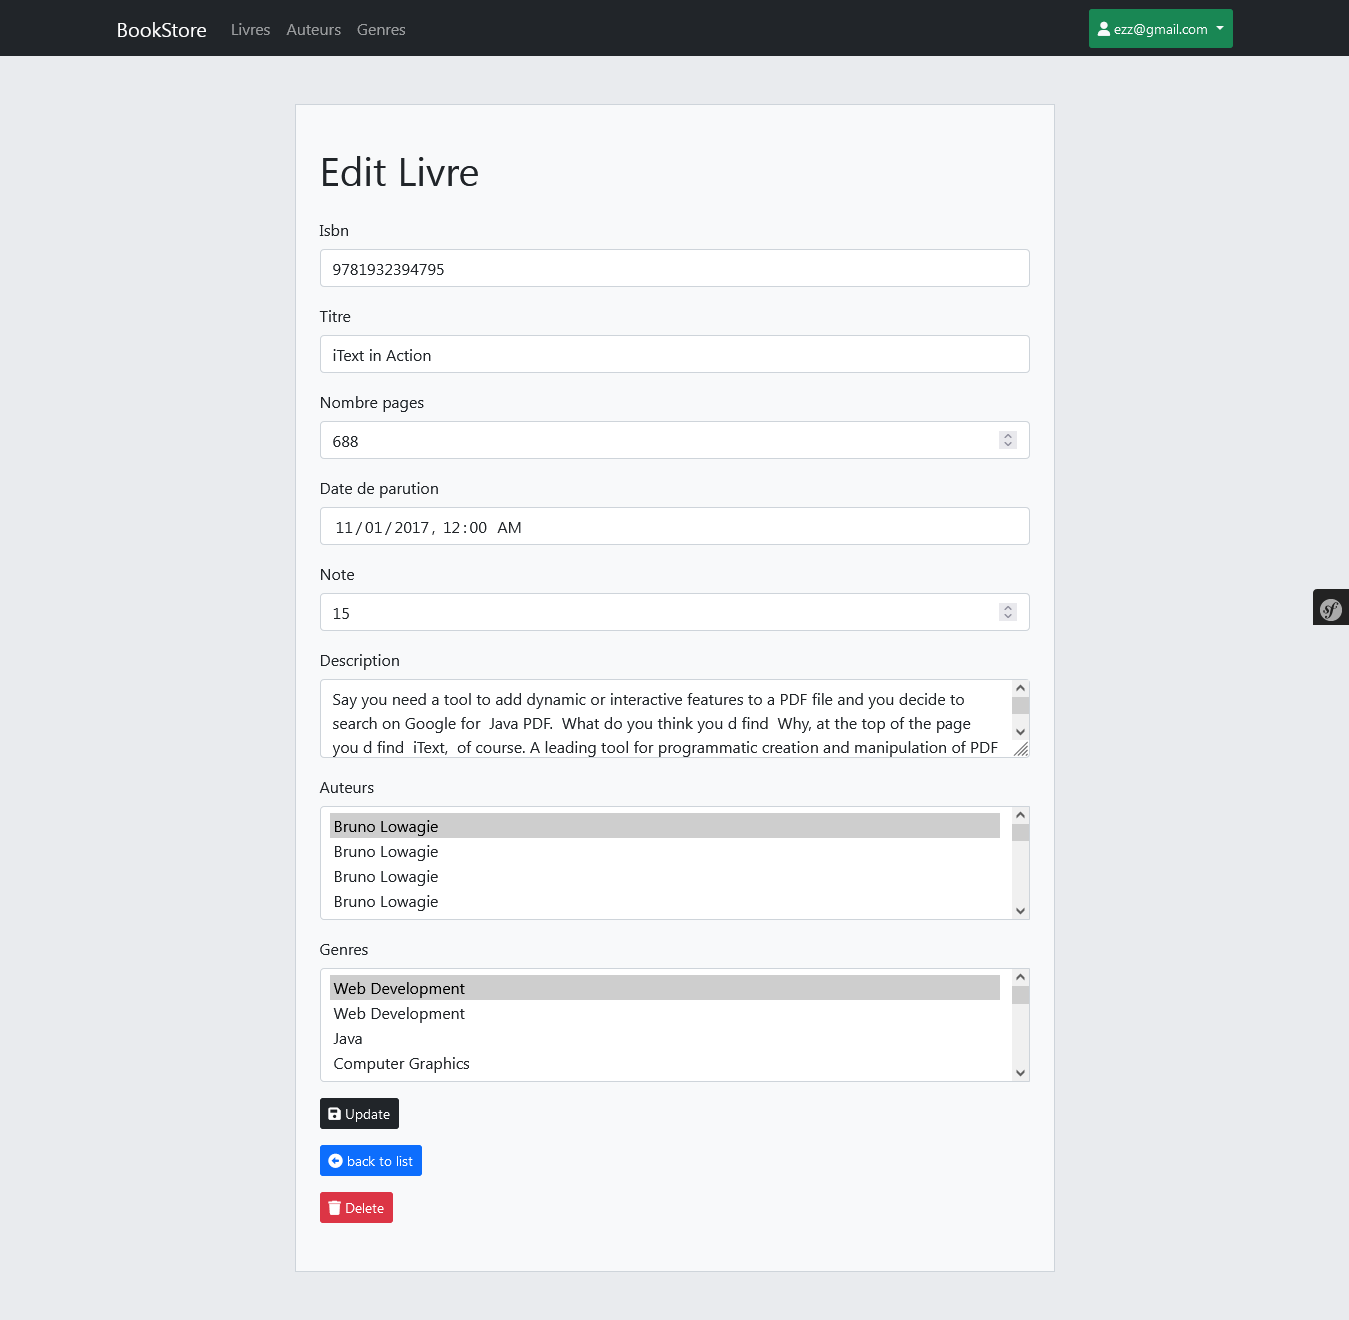 BookStore Livres Auteurs Genres ezz@gmail.com
Edit Livre
Isbn
9781932394795
Titre
iText in Action
Nombre pages
688
Date de parution
11/01/2017, 12:00 AM
Note
15
Description
Say you need a tool to add dynamic or interactive features to a PDF file and you decide to
search on Google for  Java PDF.  What do you think you d find  Why, at the top of the page
you d find  iText,  of course. A leading tool for programmatic creation and manipulation of PDF
Auteurs
Bruno Lowagie
Bruno Lowagie
Bruno Lowagie
Bruno Lowagie
Genres
Web Development
Web Development
Java
Computer Graphics
Update
back to list
Delete
sf